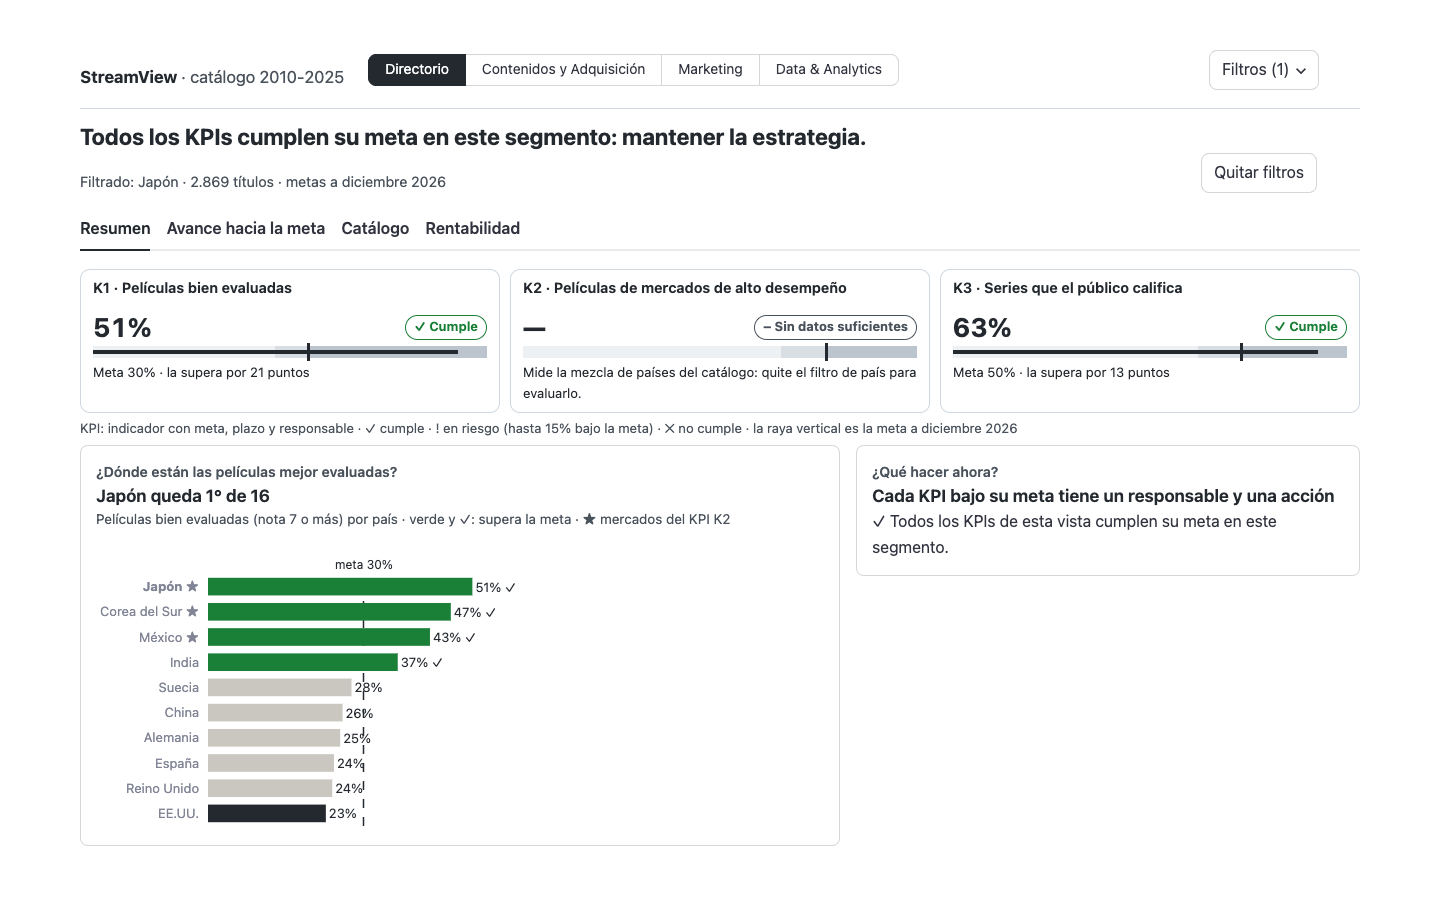 StreamView · catálogo 2010-2025
Directorio
Contenidos y Adquisición
Marketing
Data & Analytics
Filtros (1)
Todos los KPIs cumplen su meta en este segmento: mantener la estrategia.
Filtrado: Japón · 2.869 títulos · metas a diciembre 2026
Quitar filtros
Resumen
Avance hacia la meta
Catálogo
Rentabilidad
K1 · Películas bien evaluadas
51%
✓ Cumple
Meta 30% · la supera por 21 puntos
K2 · Películas de mercados de alto desempeño
—
– Sin datos suficientes
Mide la mezcla de países del catálogo: quite el filtro de país para
evaluarlo.
K3 · Series que el público califica
63%
✓ Cumple
Meta 50% · la supera por 13 puntos
KPI: indicador con meta, plazo y responsable · ✓ cumple · ! en riesgo (hasta 15% bajo la meta) · ✕ no cumple · la raya vertical es la meta a diciembre 2026
¿Dónde están las películas mejor evaluadas?
Japón queda 1° de 16
Películas bien evaluadas (nota 7 o más) por país · verde y ✓: supera la meta · ★ mercados del KPI K2
meta 30%
Japón ★ 51% ✓
Corea del Sur ★ 47% ✓
México ★ 43% ✓
India 37% ✓
Suecia 28%
China 26%
Alemania 25%
España 24%
Reino Unido 24%
EE.UU. 23%
¿Qué hacer ahora?
Cada KPI bajo su meta tiene un responsable y una acción
✓ Todos los KPIs de esta vista cumplen su meta en este
segmento.